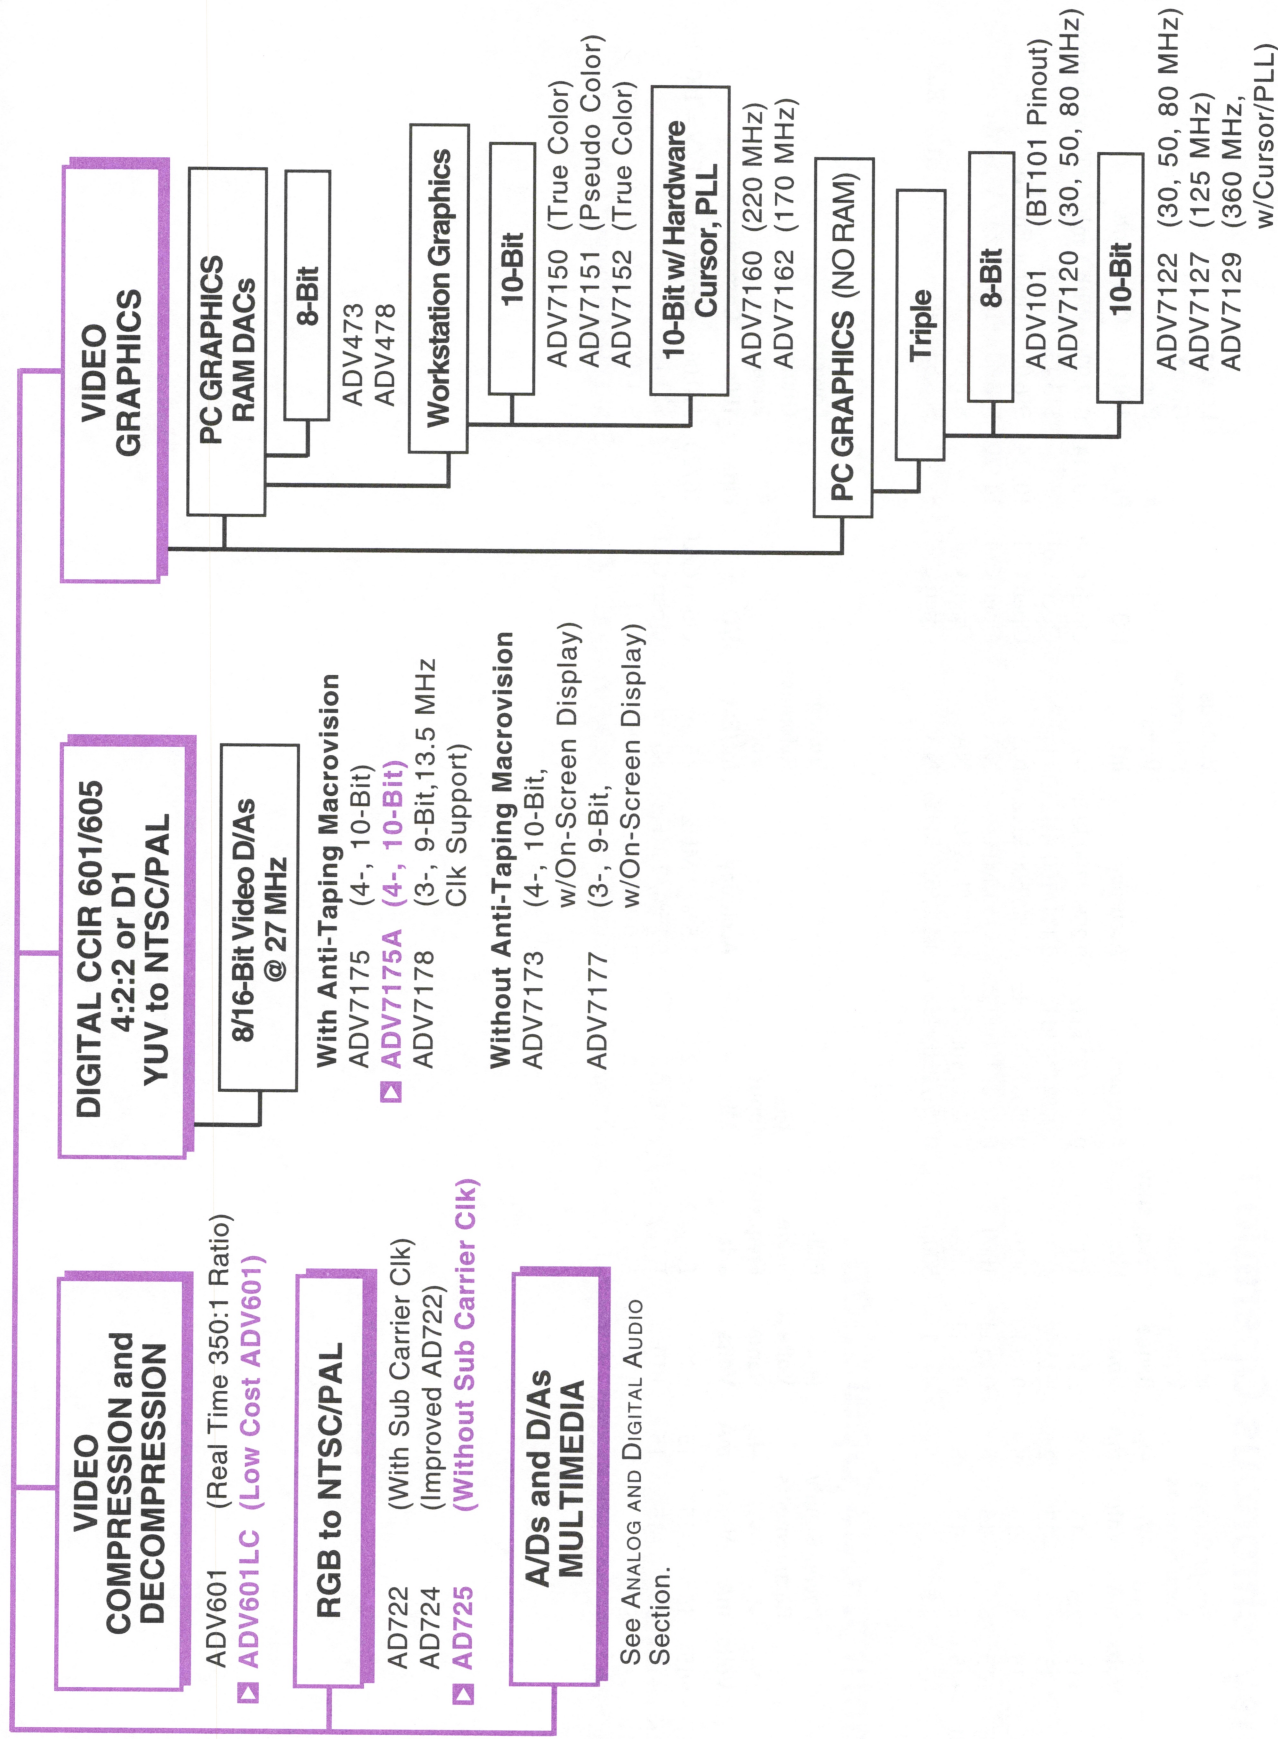 VIDEO
COMPRESSION and
DECOMPRESSION
ADV601 (Real Time 350:1 Ratio)
ADV601LC (Low Cost ADV601)
RGB to NTSC/PAL
AD722 (With Sub Carrier Clk)
AD724 (Improved AD722)
AD725 (Without Sub Carrier Clk)
A/Ds and D/As
MULTIMEDIA
SEE ANALOG AND DIGITAL AUDIO
Section.
DIGITAL CCIR 601/605
4:2:2 or D1
YUV to NTSC/PAL
8/16-Bit Video D/As
@ 27 MHz
With Anti-Taping Macrovision
ADV7175 (4-, 10-Bit)
ADV7175A (4-, 10-Bit)
ADV7178 (3-, 9-Bit,13.5 MHz
Clk Support)
Without Anti-Taping Macrovision
ADV7173 (4-, 10-Bit,
w/On-Screen Display)
ADV7177 (3-, 9-Bit,
w/On-Screen Display)
VIDEO
GRAPHICS
PC GRAPHICS
RAM DACs
8-Bit
ADV473
ADV478
Workstation Graphics
10-Bit
ADV7150 (True Color)
ADV7151 (Pseudo Color)
ADV7152 (True Color)
10-Bit w/ Hardware
Cursor, PLL
ADV7160 (220 MHz)
ADV7162 (170 MHz)
PC GRAPHICS (NO RAM)
Triple
8-Bit
ADV101 (BT101 Pinout)
ADV7120 (30, 50, 80 MHz)
10-Bit
ADV7122 (30, 50, 80 MHz)
ADV7127 (125 MHz)
ADV7129 (360 MHz,
w/Cursor/PLL)